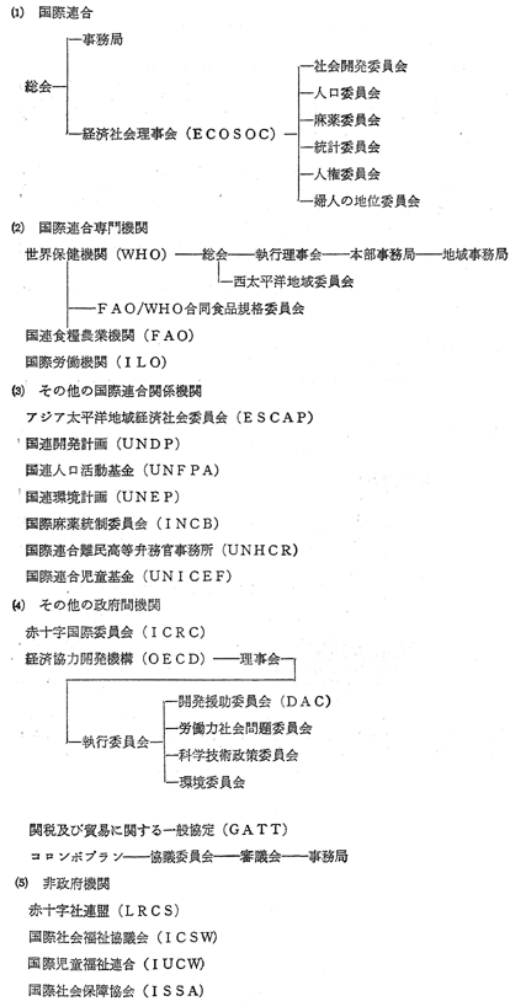 (1) 国際連合
事務局
総会
社会開発委員会
人口委員会
麻薬委員会
経済社会理事会（ECOSOC）
統計委員会
人権委員会
婦人の地位委員会
(2) 国際連合専門機関
世界保健機関（WHO）総会 執行理事会 本部事務局 地域事務局
西太平洋地域委員会
FAO/WHO合同食品規格委員会
国連食糧農業機関（FAO）
国際労働機関（ILO）
(3) その他の国際連合関係機関
アジア太平洋地域経済社会委員会（ESCAP）
国連開発計画（UNDP）
国連人口活動基金（UNFPA）
国連環境計画（UNEP）
国際麻薬統制委員会（INCB）
国際連合難民高等弁務官事務所（UNHCR）
国際連合児童基金（UNICEF）
(4) その他の政府間機関
赤十字国際委員会（ICRC）
経済協力開発機構（OECD）理事会
開発援助委員会（DAC）
労働力社会問題委員会
執行委員会
科学技術政策委員会
環境委員会
関税及び貿易に関する一般協定（GATT）
コロンボプラン 協議委員会 審議会 事務局
(5) 非政府機関
赤十字社連盟（LRCS）
国際社会福祉協議会（ICSW）
国際児童福祉連合（IUCW）
国際社会保障協会（ISSA）